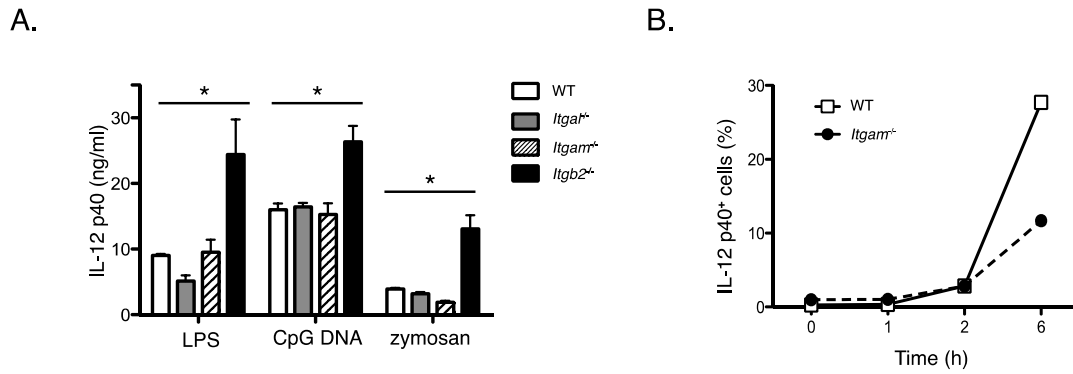 A.
B.
IL-12 p40 (ng/ml)
30
20
10
0
*
*
*
LPS
CpG DNA
zymosan
WT
Itgal-/-
Itgam-/-
Itgb2-/-
IL-12 p40+ cells (%)
30
20
10
0
WT
Itgam-/-
0 1 2 6
Time (h)